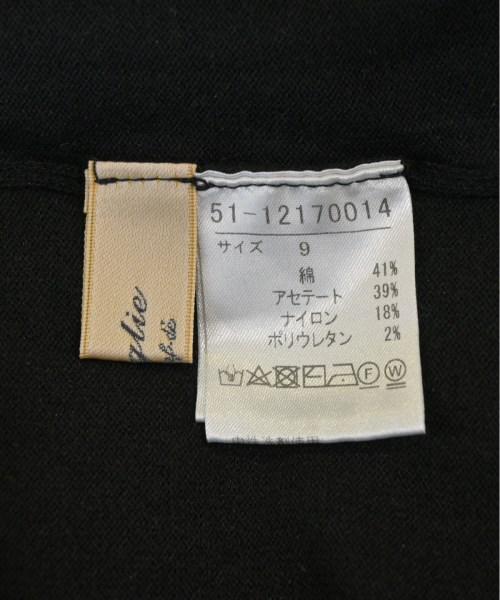 51-12170014
サイズ 9
綿 41%
アセテート 39%
ナイロン 18%
ポリウレタン 2%
F W